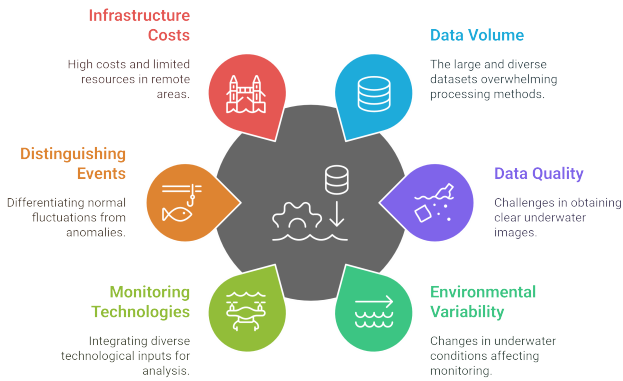 Infrastructure
Costs
High costs and limited
resources in remote
areas.
Data Volume
The large and diverse
datasets overwhelming
processing methods.
Distinguishing
Events
Differentiating normal
fluctuations from
anomalies.
Data Quality
Challenges in obtaining
clear underwater
images.
Monitoring
Technologies
Integrating diverse
technological inputs for
analysis.
Environmental
Variability
Changes in underwater
conditions affecting
monitoring.